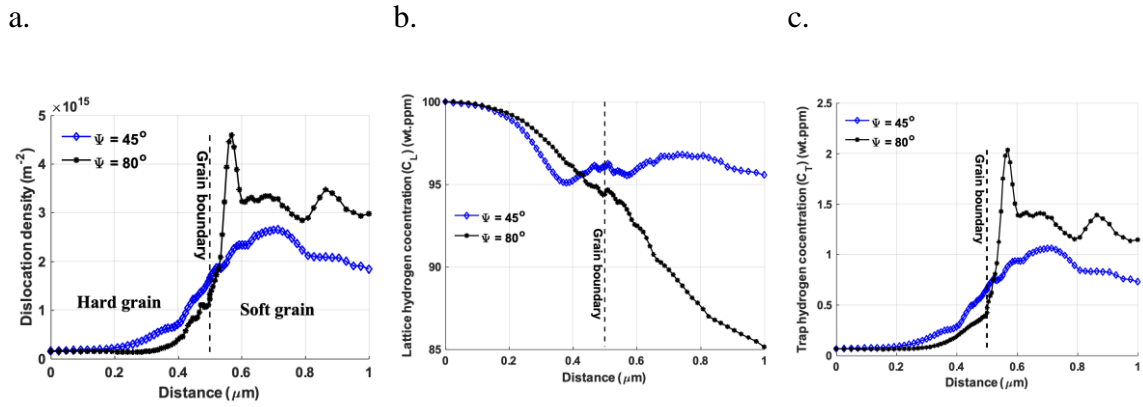 a.
b.
c.
× 10¹⁵
5
4
3
2
1
0
Dislocation density (m⁻²)
Ψ = 45°
Ψ = 80°
Grain boundary
Hard grain
Soft grain
0 0.2 0.4 0.6 0.8 1
Distance (μm)
100
95
90
85
Lattice hydrogen cocentration (C_L) (wt.ppm)
Ψ = 45°
Ψ = 80°
Grain boundary
0 0.2 0.4 0.6 0.8 1
Distance (μm)
2.5
2
1.5
1
0.5
0
Trap hydrogen cocentration (C_T) (wt.ppm)
Ψ = 45°
Ψ = 80°
Grain boundary
0 0.2 0.4 0.6 0.8 1
Distance (μm)